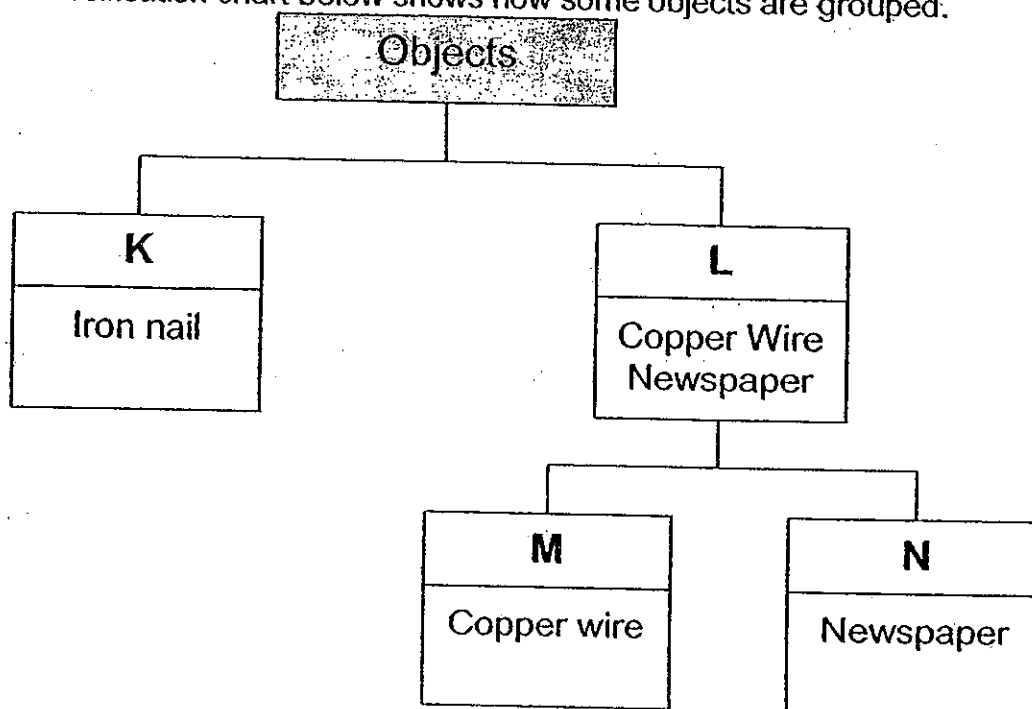 chart below shows how some objects are grouped.
Objects
K
Iron nail
L
Copper Wire
Newspaper
M
Copper wire
N
Newspaper